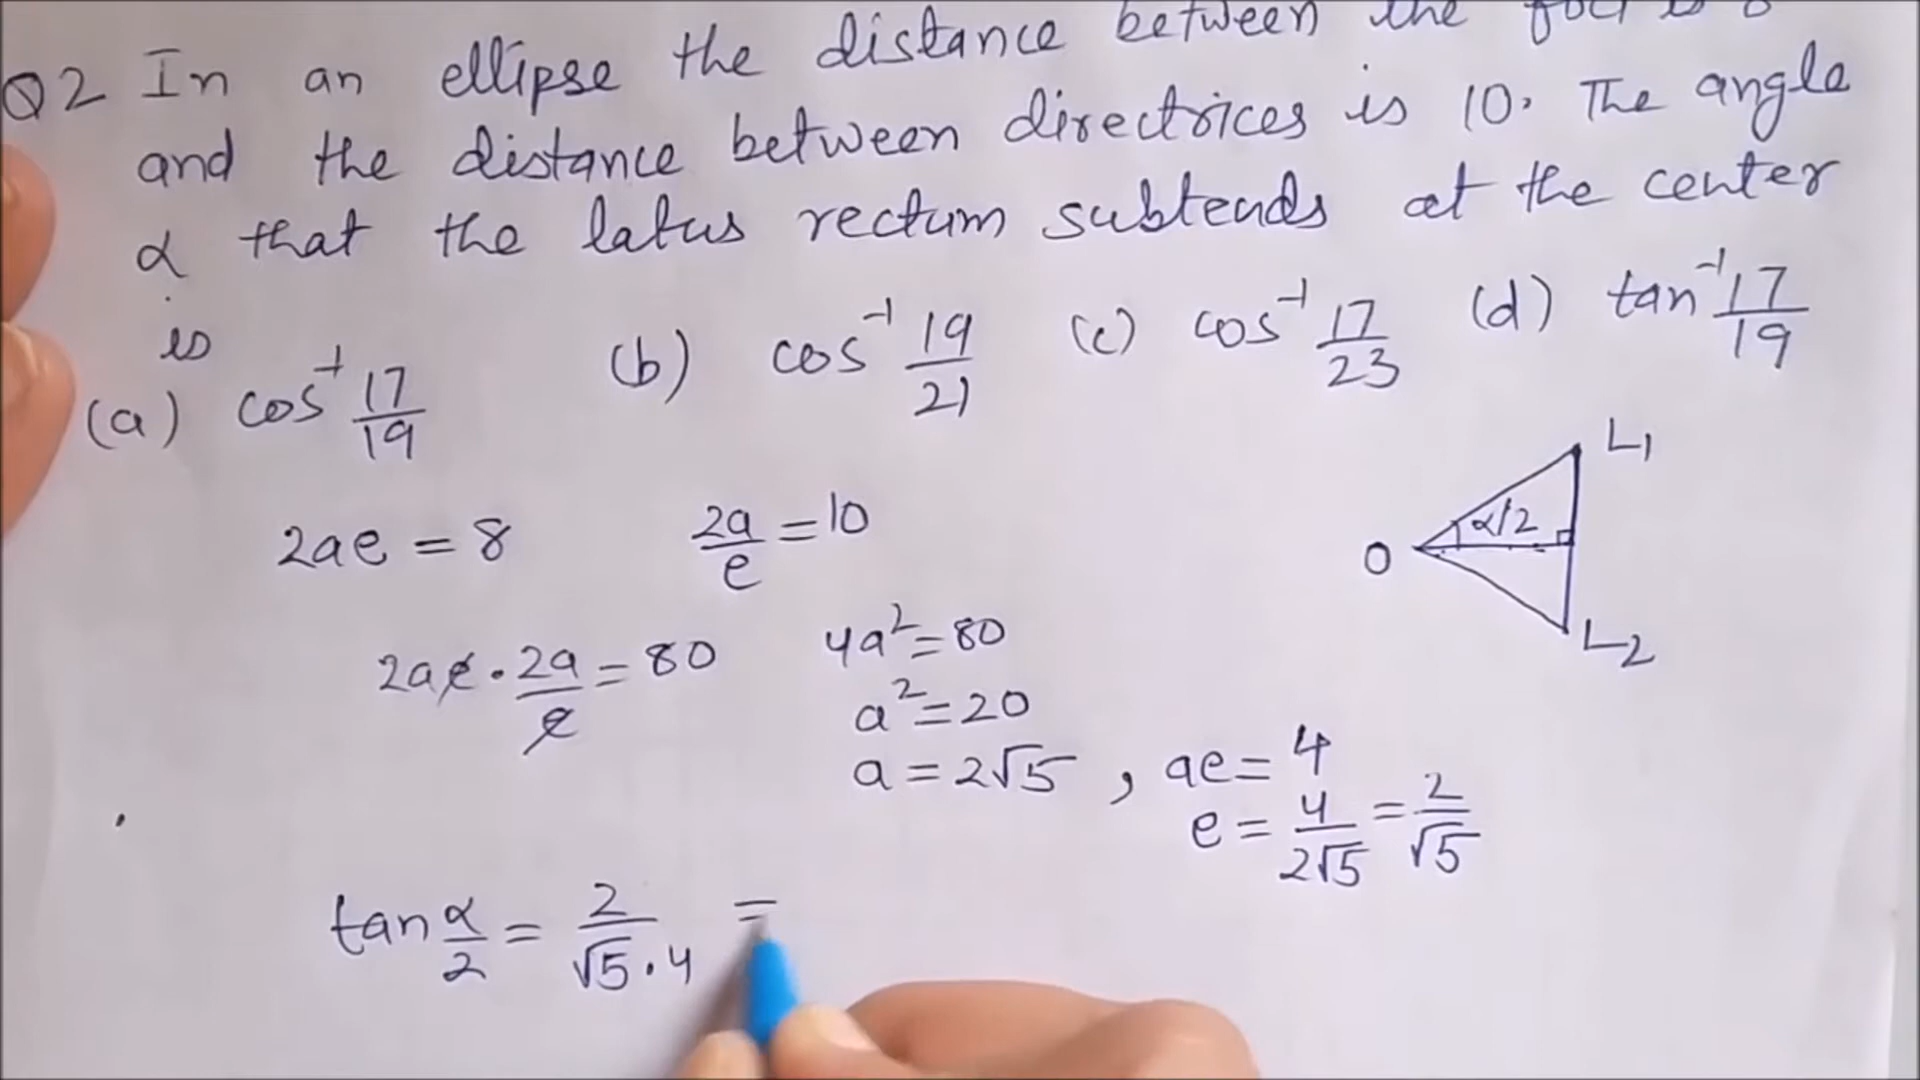 Q2 In an ellipse the distance between the foci is 8
and the distance between directrices is 10. The angle
α that the latus rectum subtends at the center
is
(a) cos⁻¹ 17/19 (b) cos⁻¹ 19/21 (c) cos⁻¹ 17/23 (d) tan⁻¹ 17/19
L1
α/2
O
L2
2ae = 8 2a/e = 10
2ae · 2a/e = 80 4a² = 80
a² = 20
a = 2√5 , ae = 4
e = 4/2√5 = 2/√5
tan α/2 = 2/√5·4 =